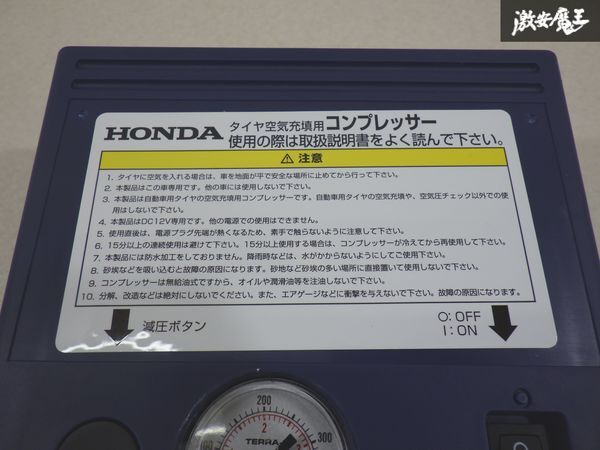 激安魔王
HONDA タイヤ空気充填用コンプレッサー
使用の際は取扱説明書をよく読んで下さい。
⚠ 注意
1. タイヤに空気を入れる場合は、車を地面が平で安全な場所に止めてから行って下さい。
2. 本製品はこの車専用です。他の車には使用しないで下さい。
3. 本製品は自動車用タイヤの空気充填用コンプレッサーです。自動車用タイヤの空気充填や、空気圧チェック以外での使
用はしないで下さい。
4. 本製品はDC12V専用です。他の電源での使用はできません。
5. 使用直後は、電源プラグ先端が熱くなるため、素手で触らないように注意して下さい。
6. 15分以上の連続使用は避けて下さい。15分以上使用する場合は、コンプレッサーが冷えてから再使用して下さい。
7. 本製品には防水加工をしておりません。降雨時などは、水がかからないようにしてご使用下さい。
8. 砂埃などを吸い込むと故障の原因になります。砂地など砂埃の多い場所に直接置いて使用しないで下さい。
9. コンプレッサーは無給油式ですから、オイルや潤滑油等を注油しないで下さい。
10. 分解、改造などは絶対にしないでください。また、エアゲージなどに衝撃を与えないで下さい。故障の原因になります。
減圧ボタン
○: OFF
I: ON
200
300
2
TERRA